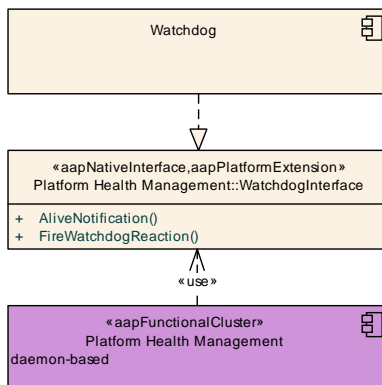 Watchdog
«aapNativeInterface,aapPlatformExtension»
Platform Health Management::WatchdogInterface
+ AliveNotification()
+ FireWatchdogReaction()
«use»
«aapFunctionalCluster»
Platform Health Management
daemon-based